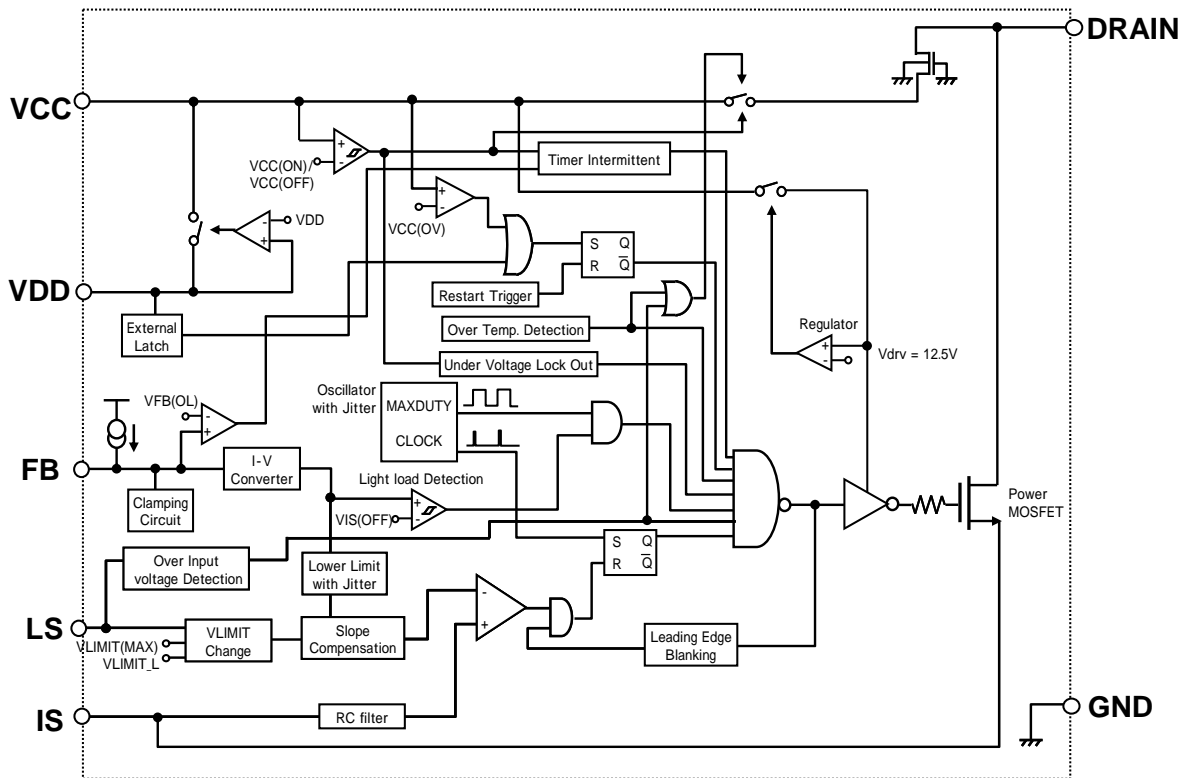 DRAIN
VCC
VCC(ON)/
VCC(OFF)
+
-
Timer Intermittent
VCC(OV)
+
-
VDD
-
+
S Q
R Q̅
VDD
Restart Trigger
External
Latch
Over Temp. Detection
Regulator
+
-
Vdrv = 12.5V
Under Voltage Lock Out
Oscillator
with Jitter
MAXDUTY
CLOCK
VFB(OL)
-
+
FB
I-V
Converter
Light load Detection
Clamping
Circuit
VIS(OFF)
+
-
Power
MOSFET
Over Input
voltage Detection
Lower Limit
with Jitter
S Q
R Q̅
LS
VLIMIT(MAX)
VLIMIT_L
VLIMIT
Change
Slope
Compensation
-
+
Leading Edge
Blanking
IS
RC filter
GND